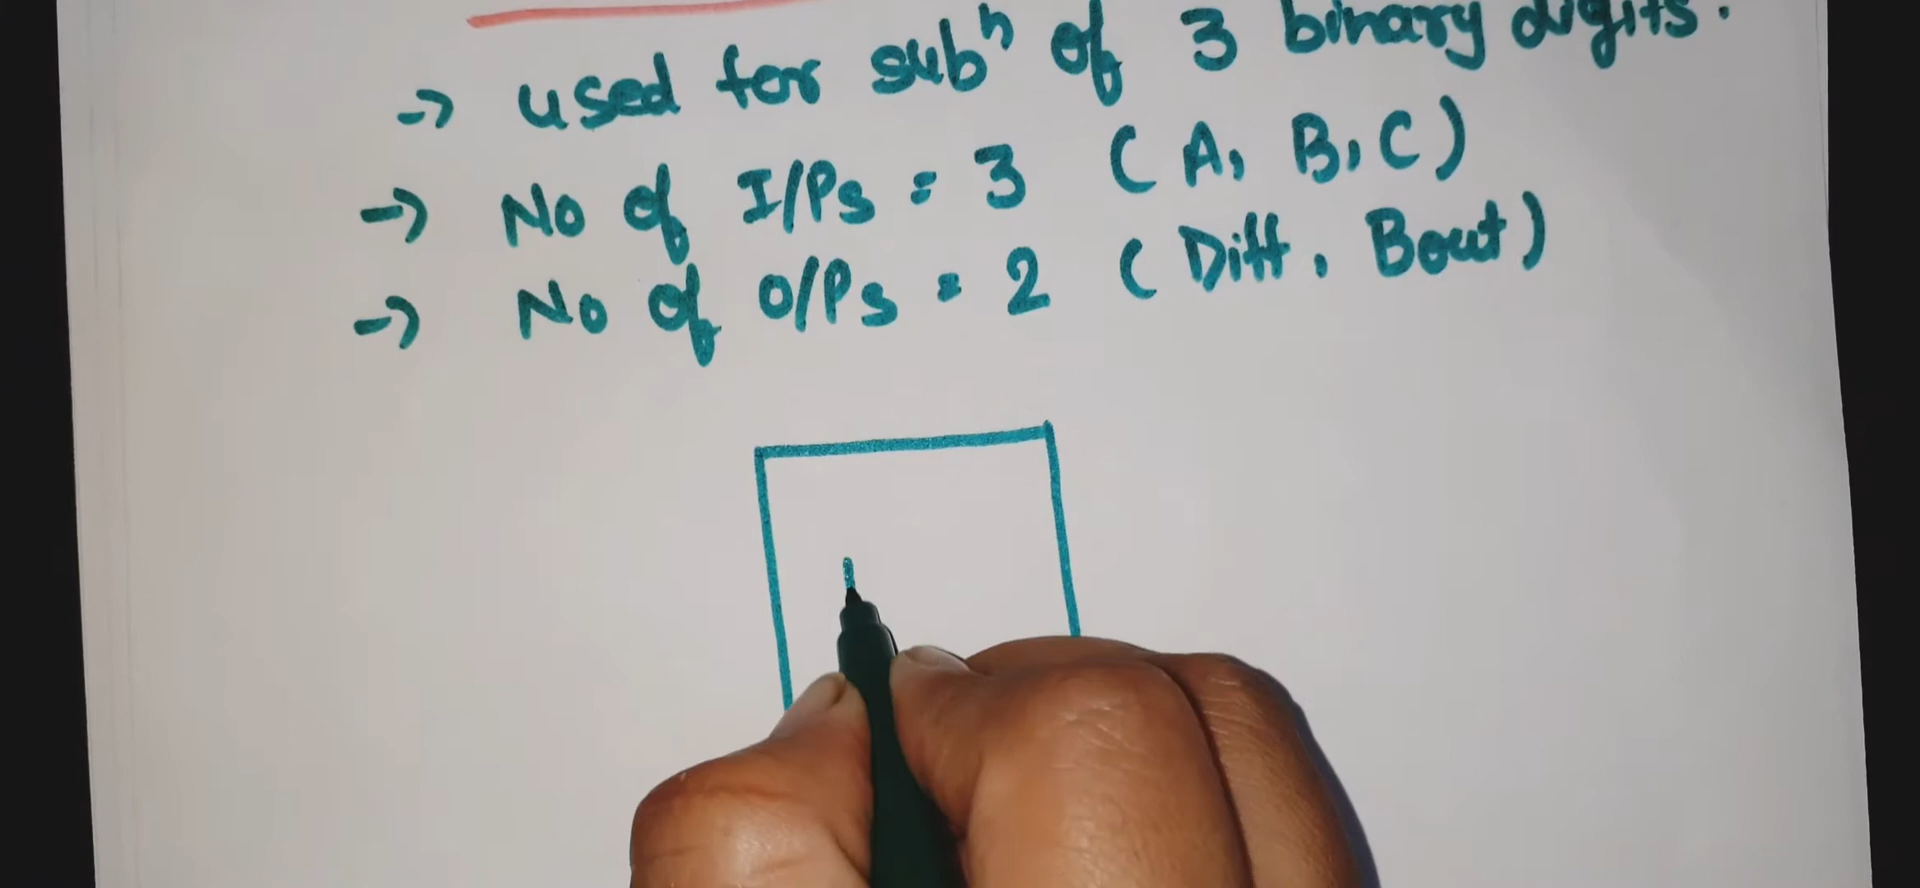 -> used for subⁿ of 3 binary digits.
-> No of I/Ps = 3 (A, B, C)
-> No of O/Ps = 2 (Diff, Bout)